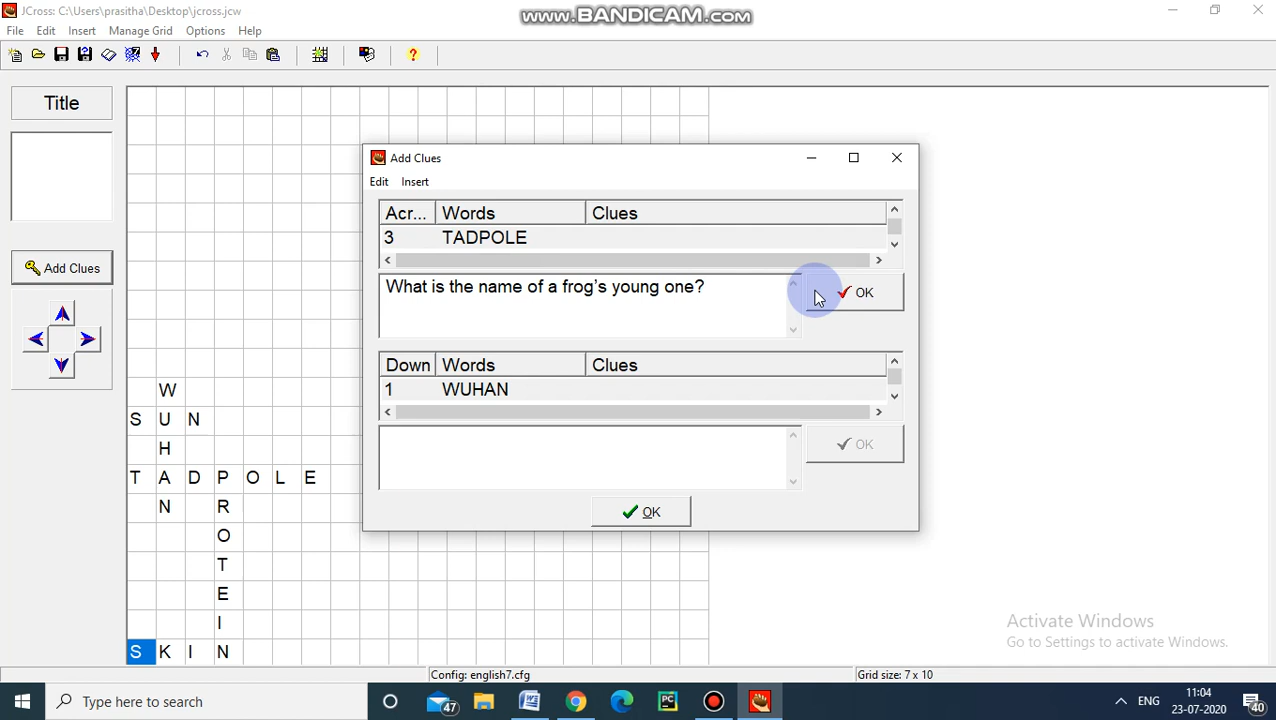 JCross: C:\Users\prasitha\Desktop\jcross.jcw
www.BANDICAM.com
File Edit Insert Manage Grid Options Help
Title
Add Clues
Add Clues
Edit Insert
Acr... Words Clues
3 TADPOLE
What is the name of a frog’s young one?
OK
Down Words Clues
1 WUHAN
OK
OK
W
S U N
H
T A D P O L E
N R
O
T
E
I
S K I N
Activate Windows
Go to Settings to activate Windows.
Config: english7.cfg Grid size: 7 x 10
Type here to search
47
W
PC
ENG
11:04
23-07-2020
40